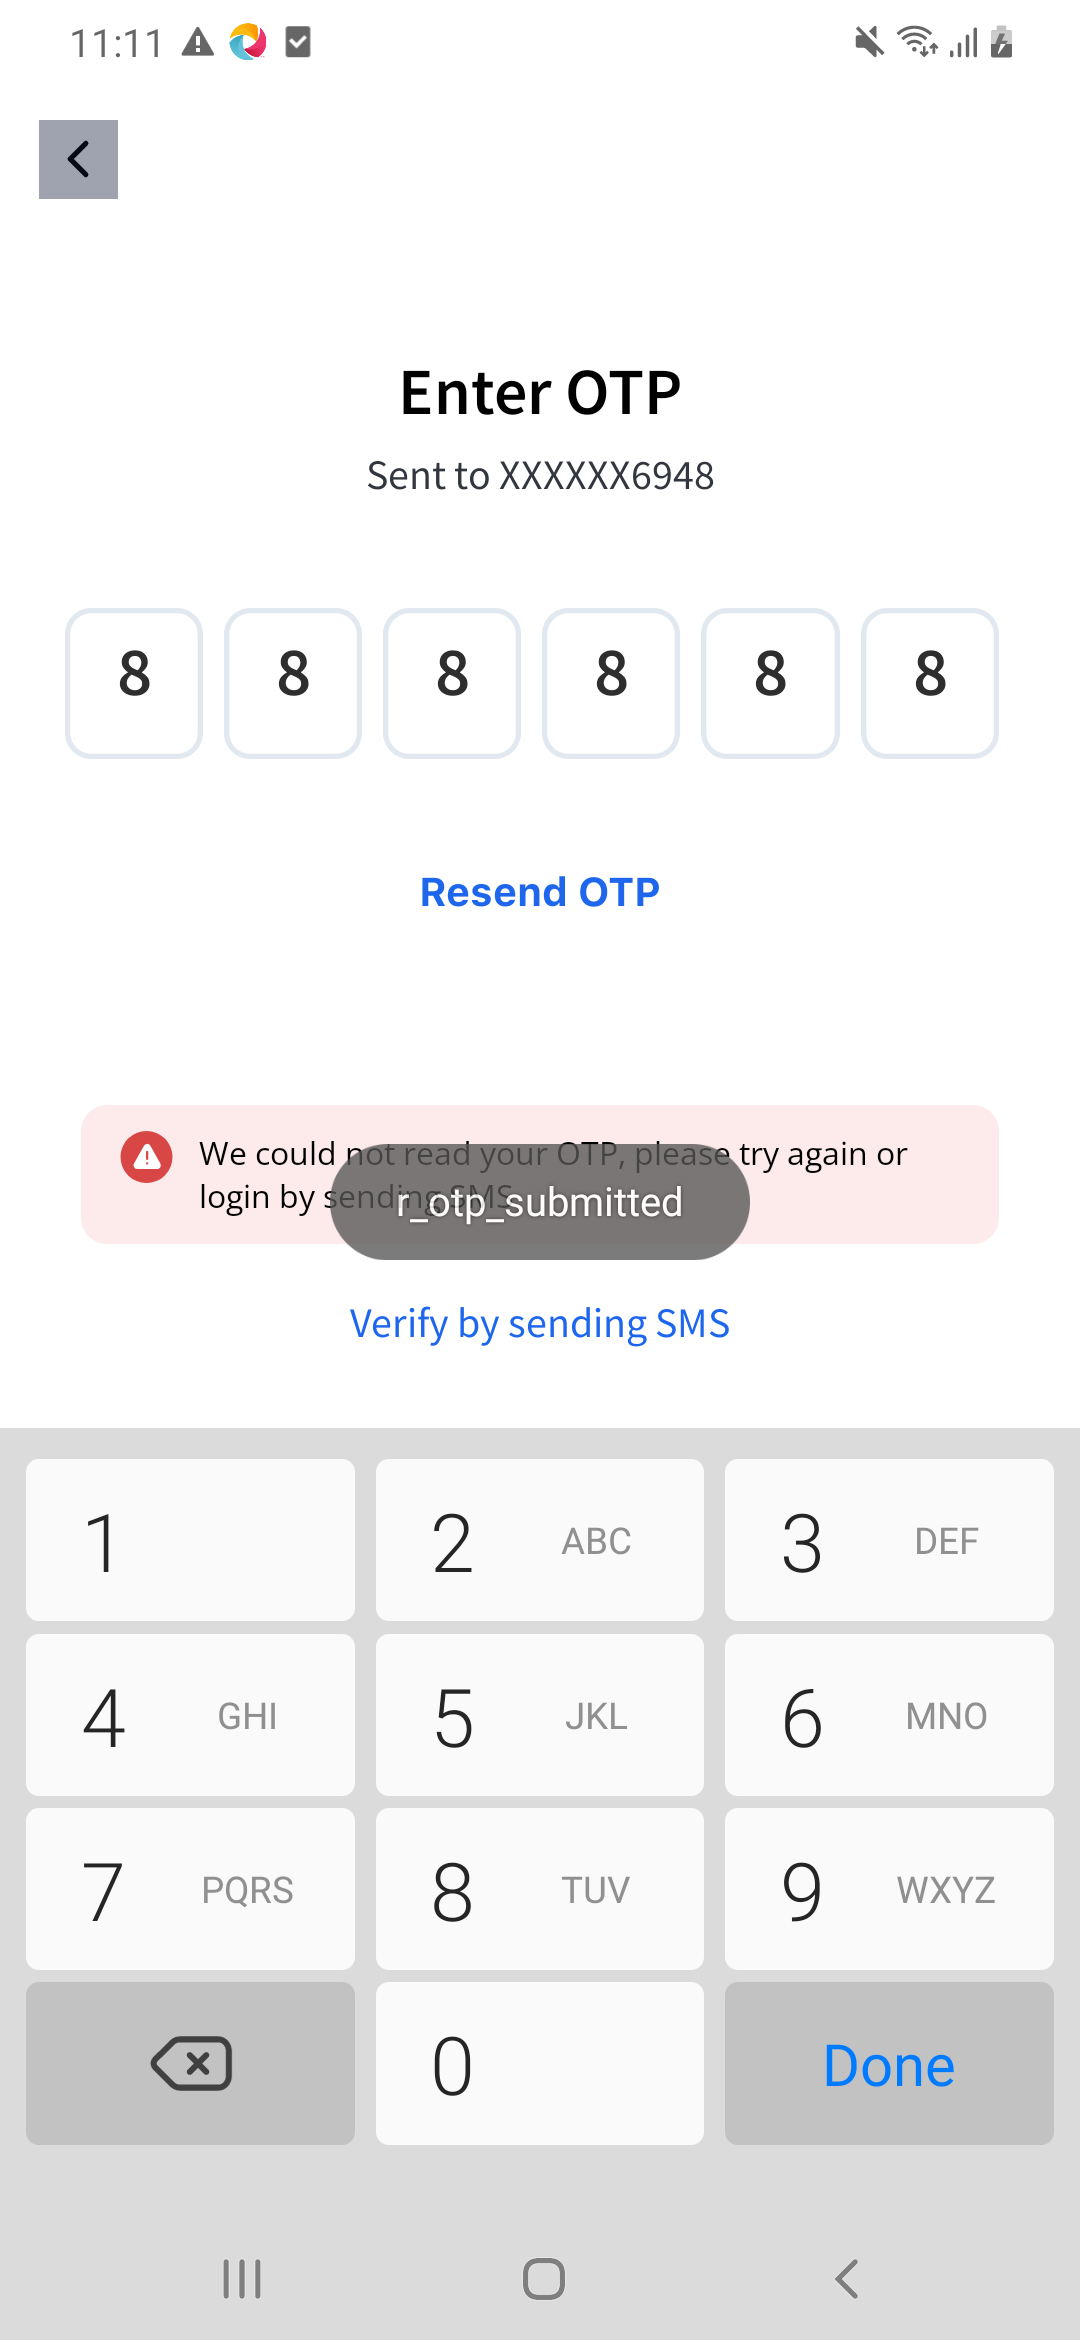 11:11
Enter OTP
Sent to XXXXXX6948
8 8 8 8 8 8
Resend OTP
We could not read your OTP, please try again or
login by sending SMS
r_otp_submitted
Verify by sending SMS
1
2 ABC
3 DEF
4 GHI
5 JKL
6 MNO
7 PQRS
8 TUV
9 WXYZ
0
Done